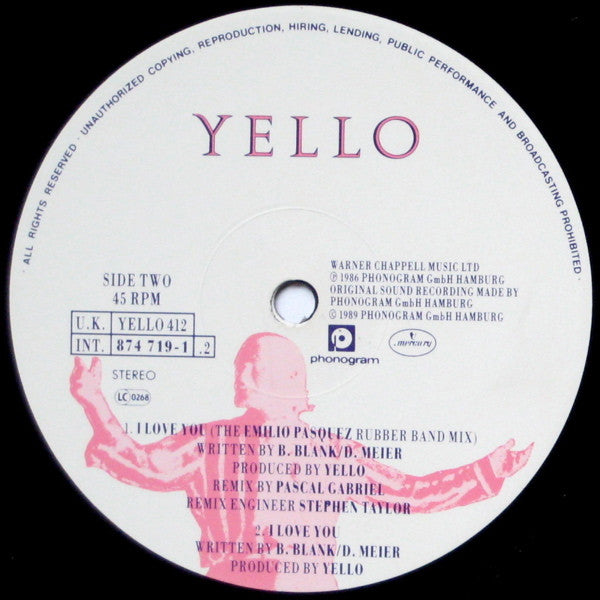 ALL RIGHTS RESERVED · UNAUTHORIZED COPYING, REPRODUCTION, HIRING, LENDING, PUBLIC PERFORMANCE AND BROADCASTING PROHIBITED ·
YELLO
SIDE TWO
45 RPM
U.K. YELLO 412
INT. 874 719-1 .2
STEREO
LC 0268
WARNER CHAPPELL MUSIC LTD
℗ 1986 PHONOGRAM GmbH HAMBURG
ORIGINAL SOUND RECORDING MADE BY
PHONOGRAM GmbH HAMBURG
© 1989 PHONOGRAM GmbH HAMBURG
p
phonogram
mercury
1. I LOVE YOU (THE EMILIO PASQUEZ RUBBER BAND MIX)
WRITTEN BY B. BLANK/D. MEIER
PRODUCED BY YELLO
REMIX BY PASCAL GABRIEL
REMIX ENGINEER STEPHEN TAYLOR
2. I LOVE YOU
WRITTEN BY B. BLANK/D. MEIER
PRODUCED BY YELLO